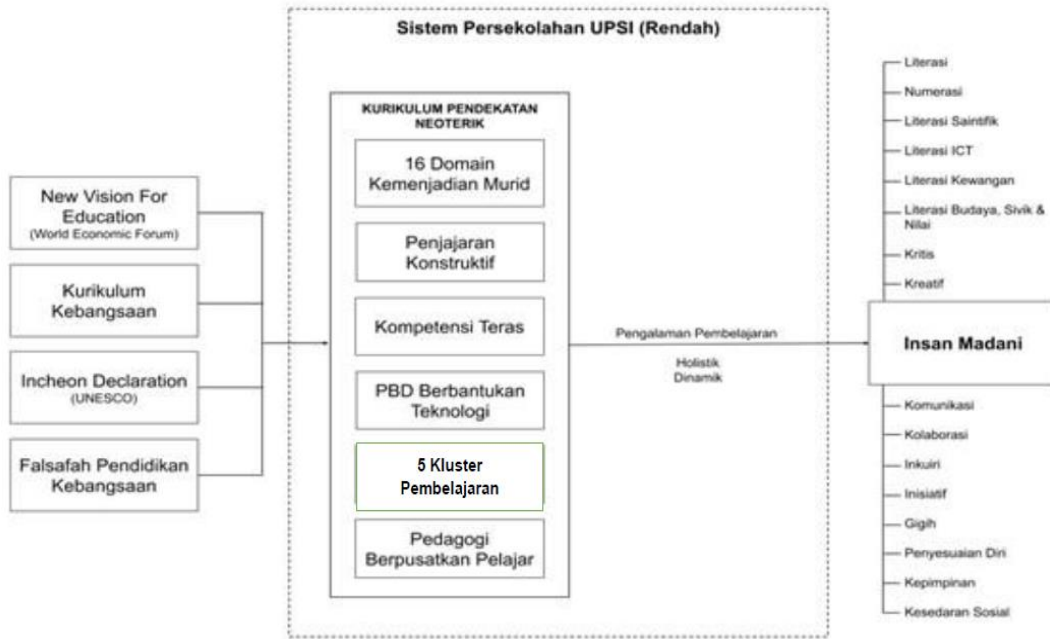 Sistem Persekolahan UPSI (Rendah)
New Vision For
Education
(World Economic Forum)
Kurikulum
Kebangsaan
Incheon Declaration
(UNESCO)
Falsafah Pendidikan
Kebangsaan
KURIKULUM PENDEKATAN
NEOTERIK
16 Domain
Kemenjadian Murid
Penjajaran
Konstruktif
Kompetensi Teras
PBD Berbantukan
Teknologi
5 Kluster
Pembelajaran
Pedagogi
Berpusatkan Pelajar
Pengalaman Pembelajaran
Holistik
Dinamik
Literasi
Numerasi
Literasi Saintifik
Literasi ICT
Literasi Kewangan
Literasi Budaya, Sivik &
Nilai
Kritis
Kreatif
Insan Madani
Komunikasi
Kolaborasi
Inkuiri
Inisiatif
Gigih
Penyesuaian Diri
Kepimpinan
Kesedaran Sosial